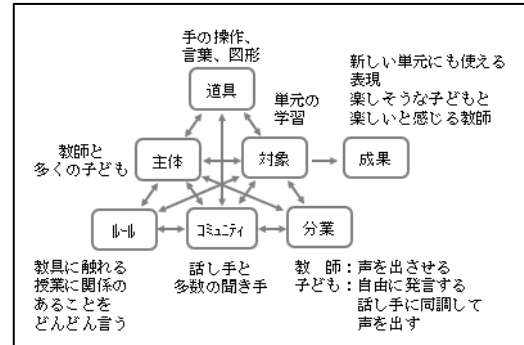 手の操作、
言葉、図形
道具
単元の
学習
新しい単元にも使える
表現
楽しそうな子どもと
楽しいと感じる教師
教師と
多くの子ども
主体
対象
成果
ルール
コミュニティ
分業
教具に触れる
授業に関係の
あることを
どんどん言う
話し手と
多数の聞き手
教　師：声を出させる
子ども：自由に発言する
話し手に同調して
声を出す